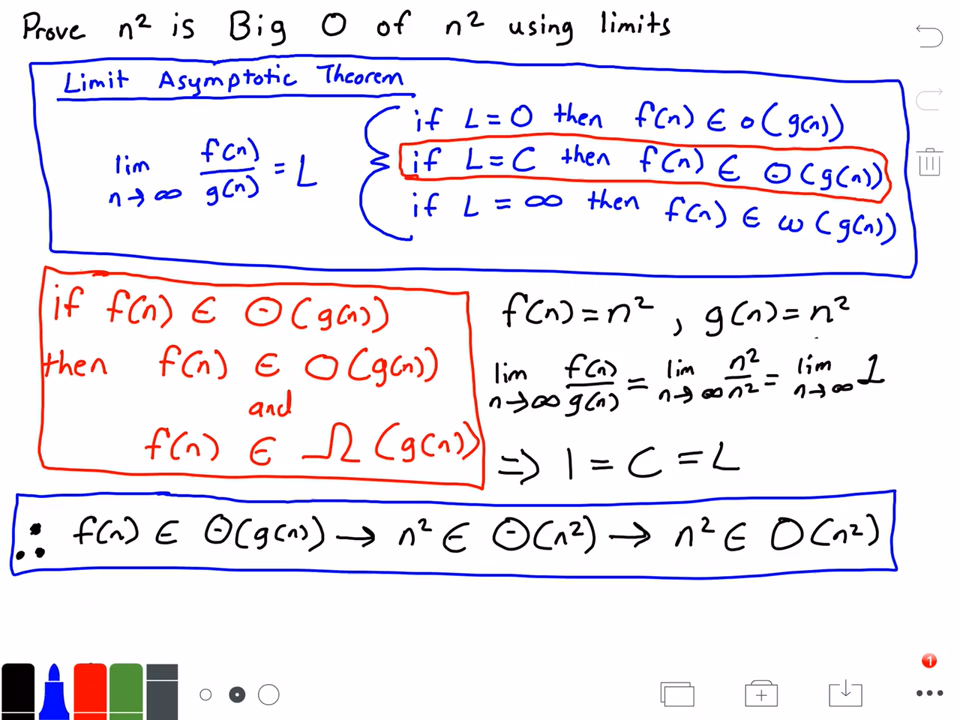 Prove n² is Big O of n² using limits
Limit Asymptotic Theorem
lim n→∞ f(n)/g(n) = L
if L = 0 then f(n) ∈ o(g(n))
if L = C then f(n) ∈ Θ(g(n))
if L = ∞ then f(n) ∈ ω(g(n))
if f(n) ∈ Θ(g(n))
then f(n) ∈ O(g(n))
and
f(n) ∈ Ω(g(n))
f(n) = n² , g(n) = n²
lim n→∞ f(n)/g(n) = lim n→∞ n²/n² = lim n→∞ 1
=> 1 = C = L
∴ f(n) ∈ Θ(g(n)) → n² ∈ Θ(n²) → n² ∈ O(n²)
1